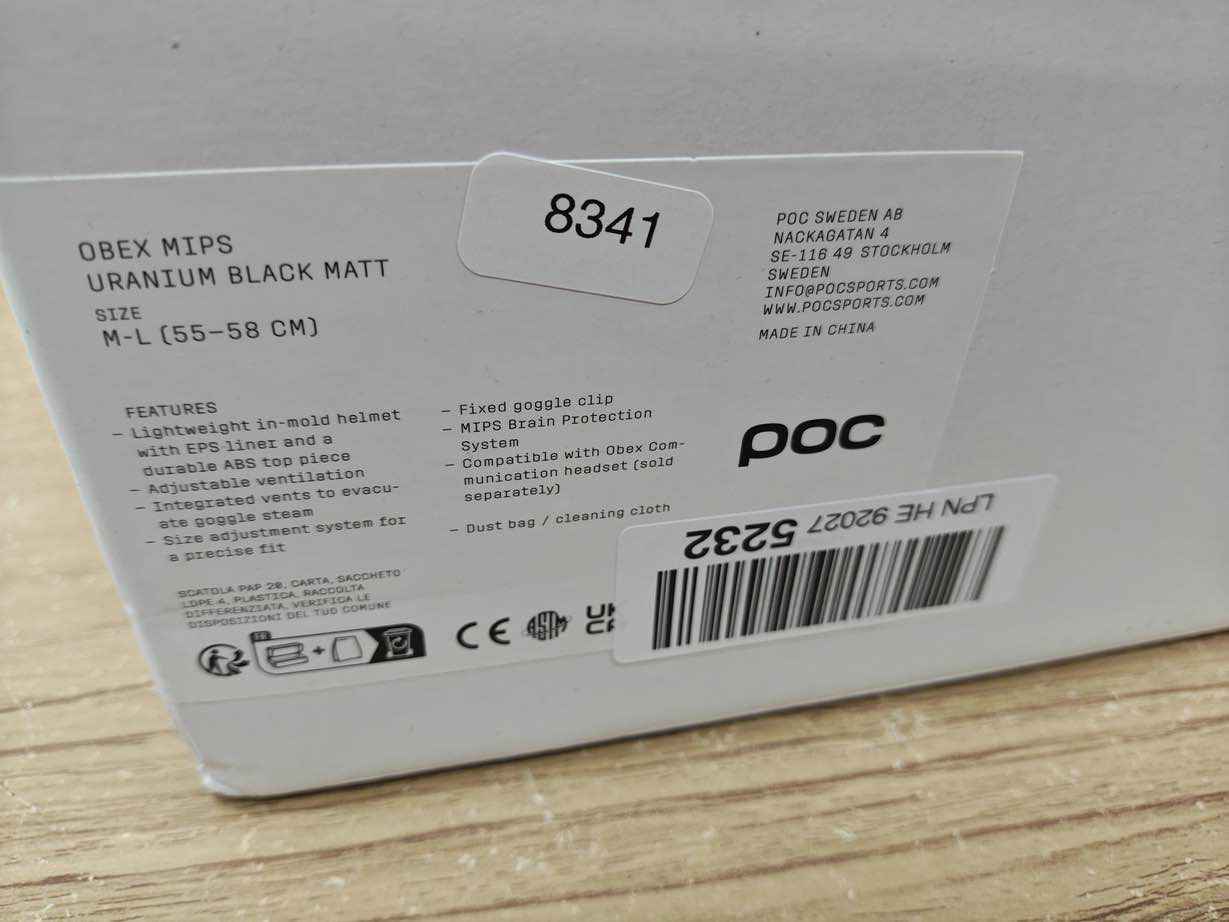 8341
OBEX MIPS
URANIUM BLACK MATT
SIZE
M-L (55–58 CM)
POC SWEDEN AB
NACKAGATAN 4
SE-116 49 STOCKHOLM
SWEDEN
INFO@POCSPORTS.COM
WWW.POCSPORTS.COM
MADE IN CHINA
FEATURES
– Lightweight in-mold helmet
with EPS liner and a
durable ABS top piece
– Adjustable ventilation
– Integrated vents to evacu-
ate goggle steam
– Size adjustment system for
a precise fit
– Fixed goggle clip
– MIPS Brain Protection
System
– Compatible with Obex Com-
munication headset (sold
separately)
– Dust bag / cleaning cloth
poc
LPN HE 92027 5232
SCATOLA PAP 20, CARTA, SACCHETO
LDPE 4, PLASTICA, RACCOLTA
DIFFERENZIATA, VERIFICA LE
DISPOSIZIONI DEL TUO COMUNE
FR
CE ASTM